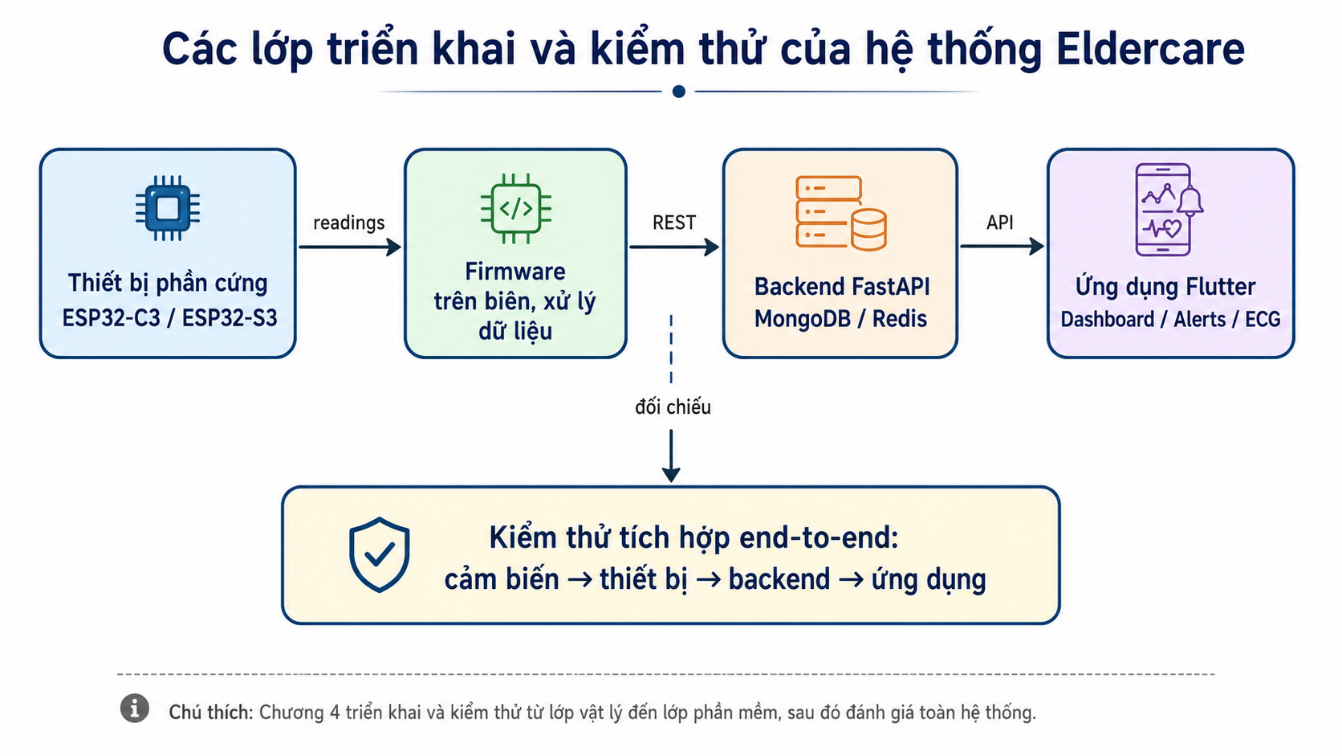 Các lớp triển khai và kiểm thử của hệ thống Eldercare
Thiết bị phần cứng
ESP32-C3 / ESP32-S3
readings
</>
Firmware
trên biên, xử lý
dữ liệu
REST
Backend FastAPI
MongoDB / Redis
API
Ứng dụng Flutter
Dashboard / Alerts / ECG
đối chiếu
Kiểm thử tích hợp end-to-end:
cảm biến → thiết bị → backend → ứng dụng
Chú thích: Chương 4 triển khai và kiểm thử từ lớp vật lý đến lớp phần mềm, sau đó đánh giá toàn hệ thống.